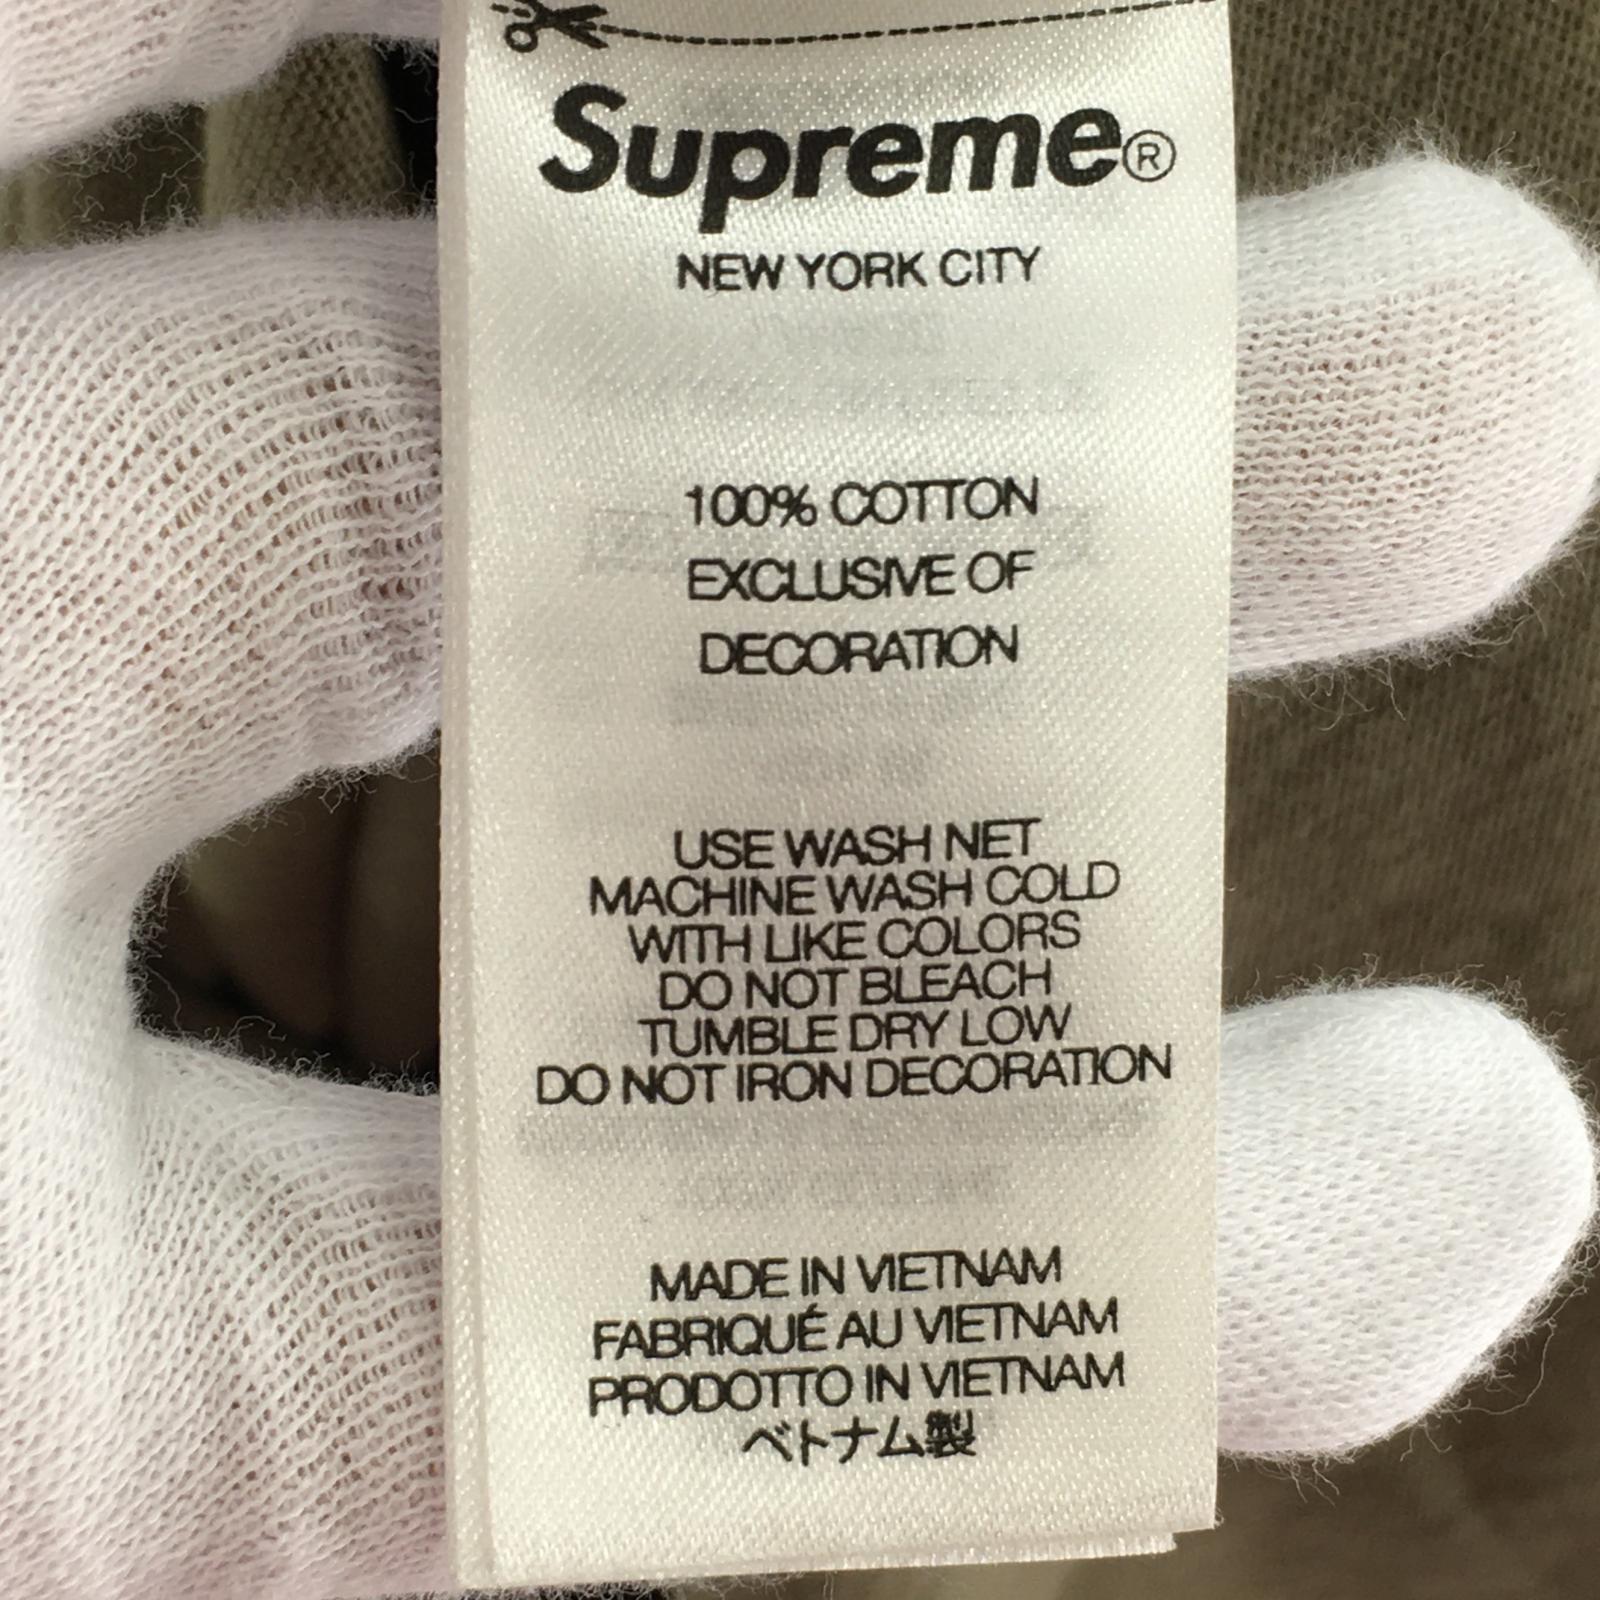 Supreme®
NEW YORK CITY
100% COTTON
EXCLUSIVE OF
DECORATION
USE WASH NET
MACHINE WASH COLD
WITH LIKE COLORS
DO NOT BLEACH
TUMBLE DRY LOW
DO NOT IRON DECORATION
MADE IN VIETNAM
FABRIQUÉ AU VIETNAM
PRODOTTO IN VIETNAM
ベトナム製